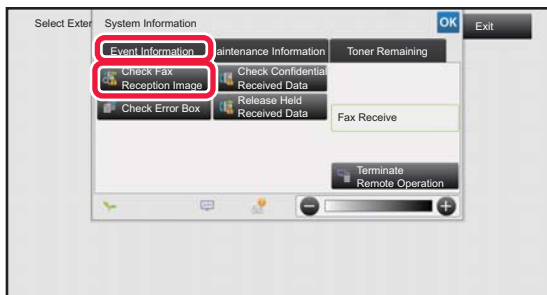 Select Exter
System Information
OK
Exit
Event Information
aintenance Information
Toner Remaining
Check Fax
Reception Image
Check Confidential
Received Data
Check Error Box
Release Held
Received Data
Fax Receive
Terminate
Remote Operation